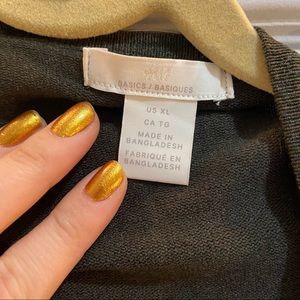 BASICS / BASIQUES
US XL
CA TG
MADE IN
BANGLADESH
FABRIQUÉ EN
BANGLADESH